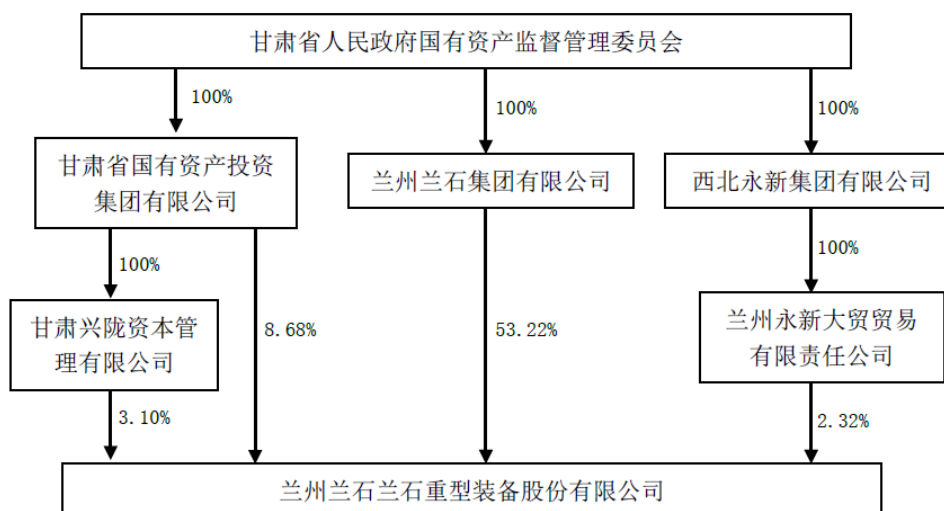 甘肃省人民政府国有资产监督管理委员会
100%
100%
100%
甘肃省国有资产投资
集团有限公司
兰州兰石集团有限公司
西北永新集团有限公司
100%
100%
甘肃兴陇资本管
理有限公司
8.68%
53.22%
兰州永新大贸贸易
有限责任公司
3.10%
2.32%
兰州兰石兰石重型装备股份有限公司